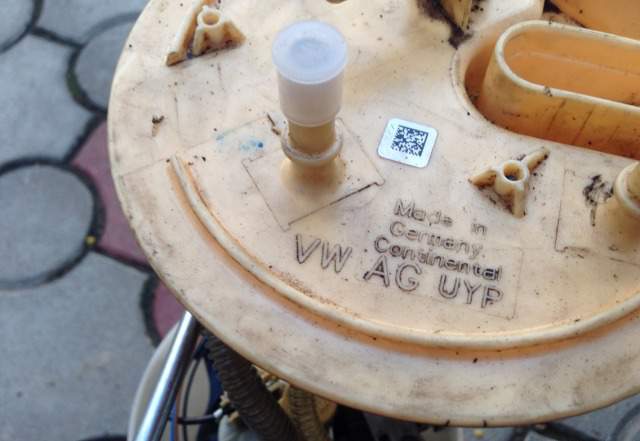 Made in
Germany
Continental
VW AG UYP